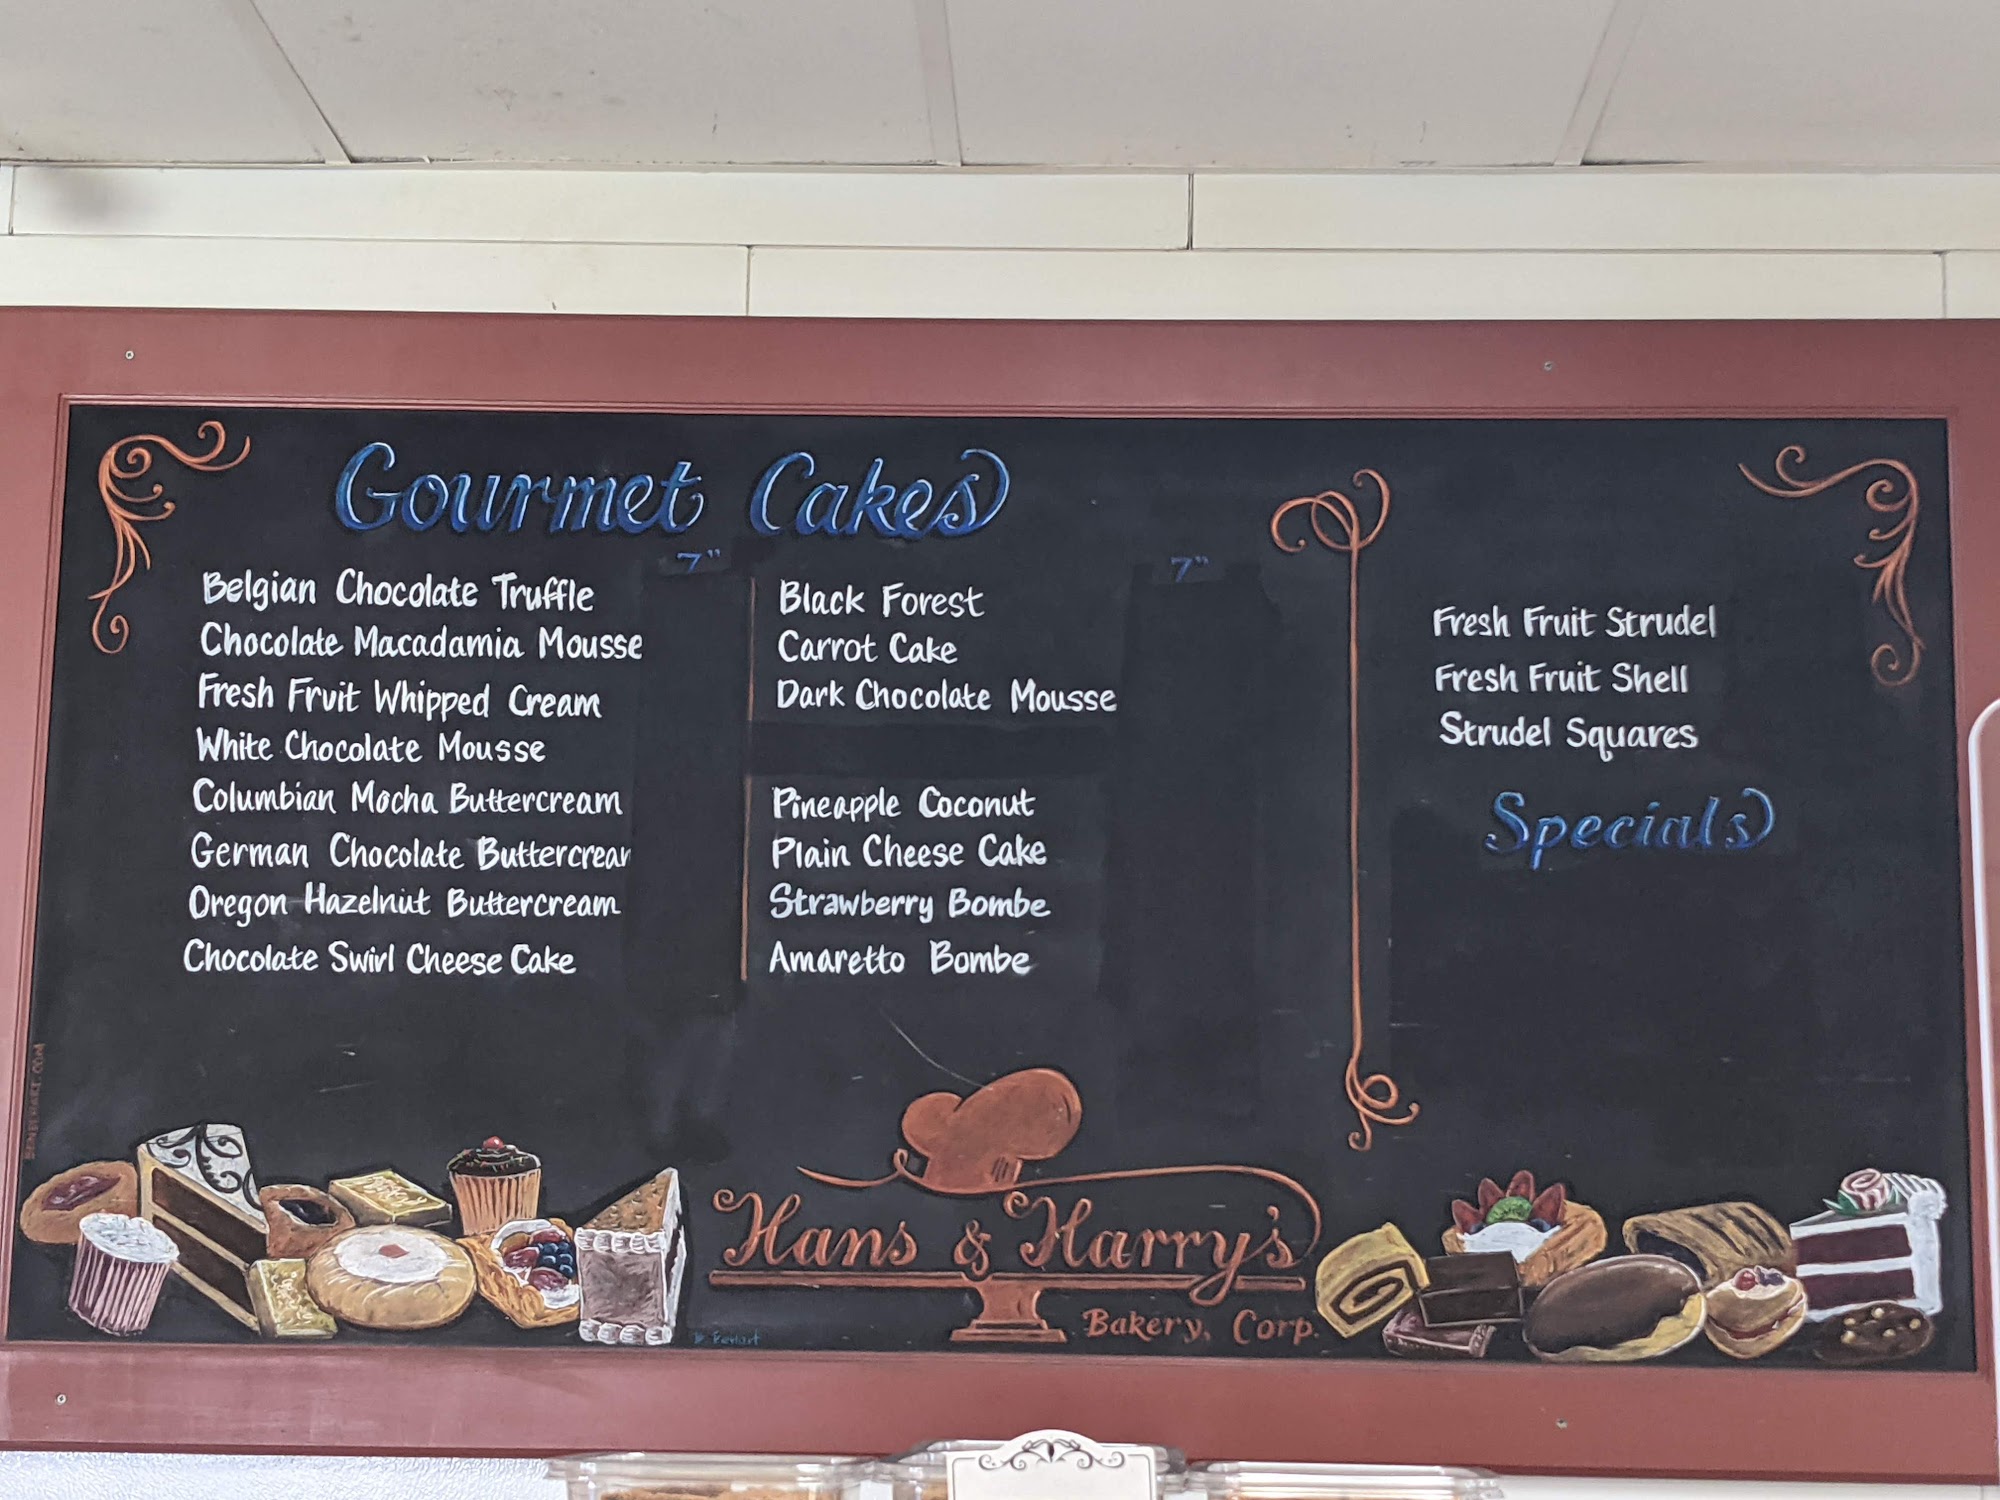 Gourmet Cakes
7"
Belgian Chocolate Truffle
Chocolate Macadamia Mousse
Fresh Fruit Whipped Cream
White Chocolate Mousse
Columbian Mocha Buttercream
German Chocolate Buttercrear
Oregon Hazelnut Buttercream
Chocolate Swirl Cheese Cake
7"
Black Forest
Carrot Cake
Dark Chocolate Mousse
Pineapple Coconut
Plain Cheese Cake
Strawberry Bombe
Amaretto Bombe
Fresh Fruit Strudel
Fresh Fruit Shell
Strudel Squares
Specials
Hans & Harry's
Bakery, Corp.